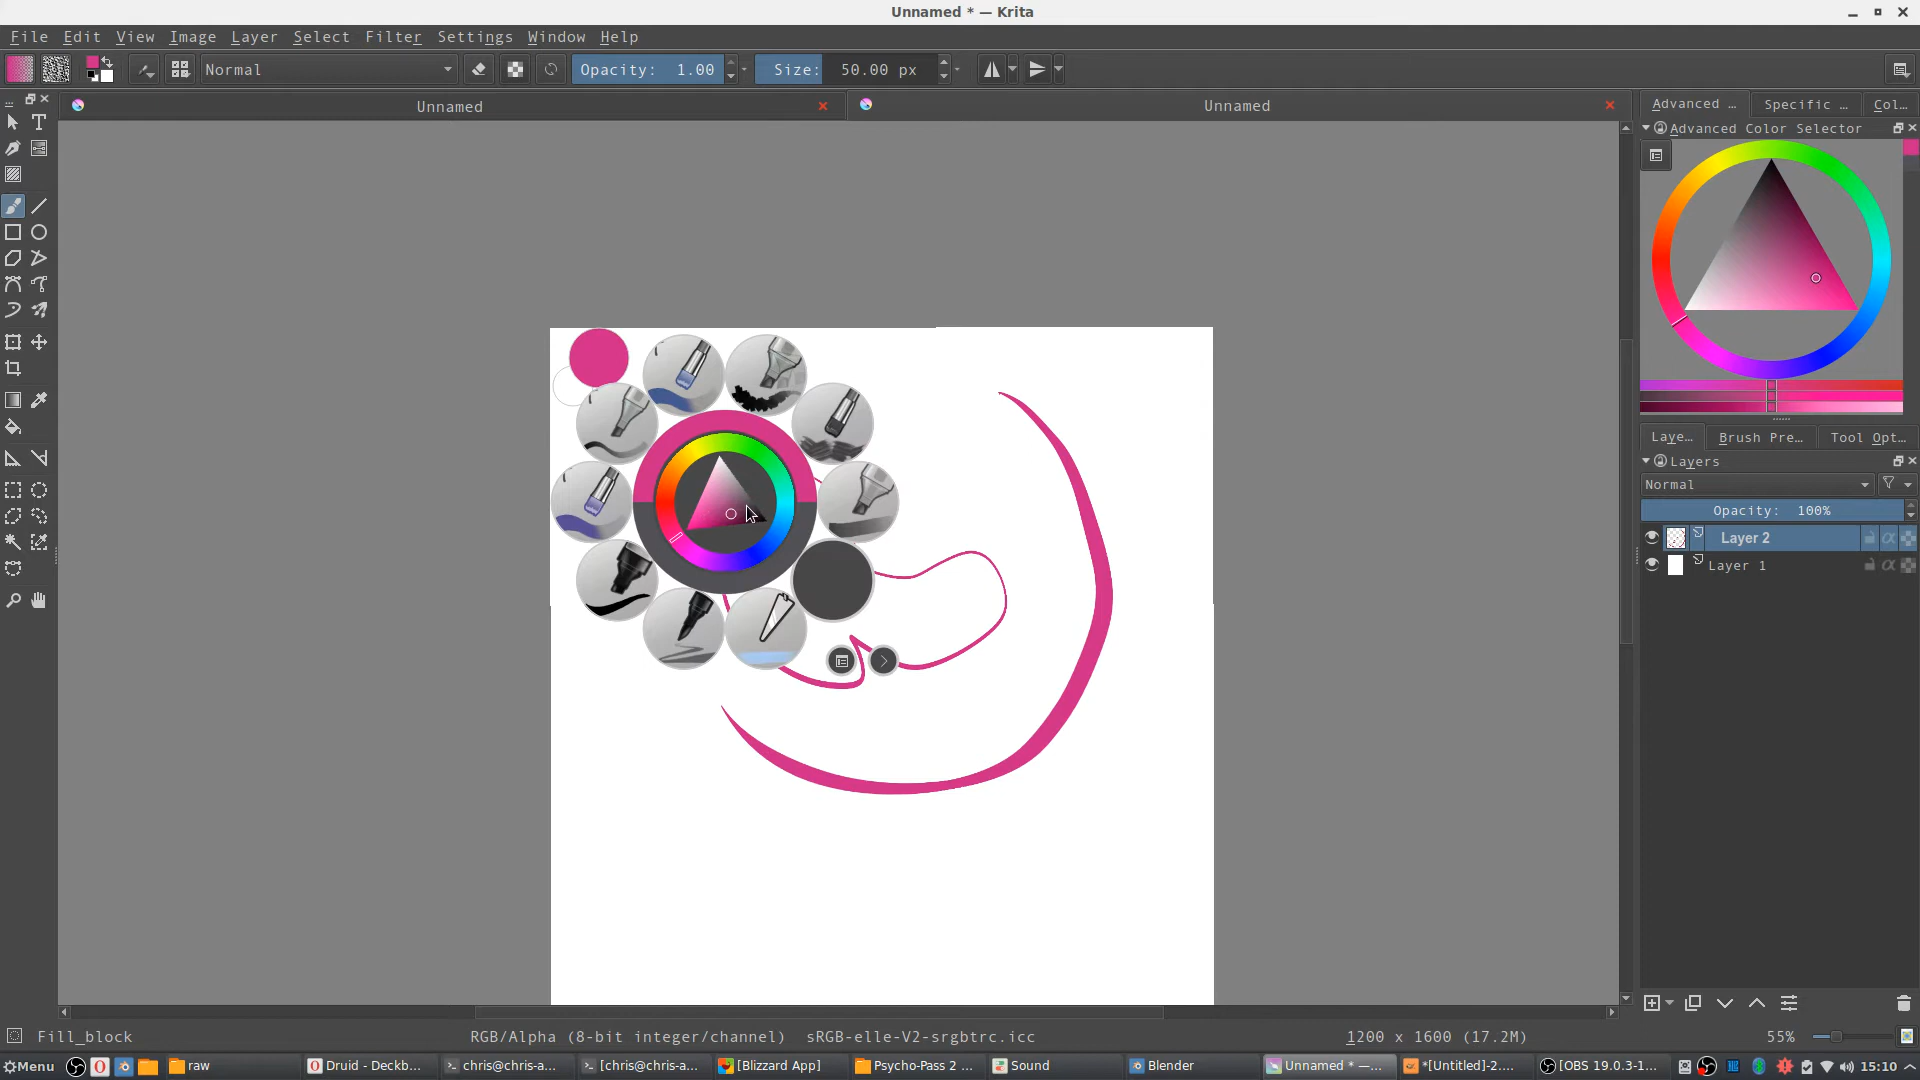 Unnamed * — Krita
File Edit View Image Layer Select Filter Settings Window Help
Normal Opacity: 1.00 Size: 50.00 px
Unnamed Unnamed
Advanced ... Specific ... Col...
Advanced Color Selector
Laye... Brush Pre... Tool Opt...
Layers
Normal
Opacity: 100%
Layer 2
Layer 1
Fill_block RGB/Alpha (8-bit integer/channel) sRGB-elle-V2-srgbtrc.icc 1200 x 1600 (17.2M) 55%
Menu raw Druid - Deckb... chris@chris-a... [chris@chris-a... [Blizzard App] Psycho-Pass 2 ... Sound Blender Unnamed * —... *[Untitled]-2.... [OBS 19.0.3-1... 15:10